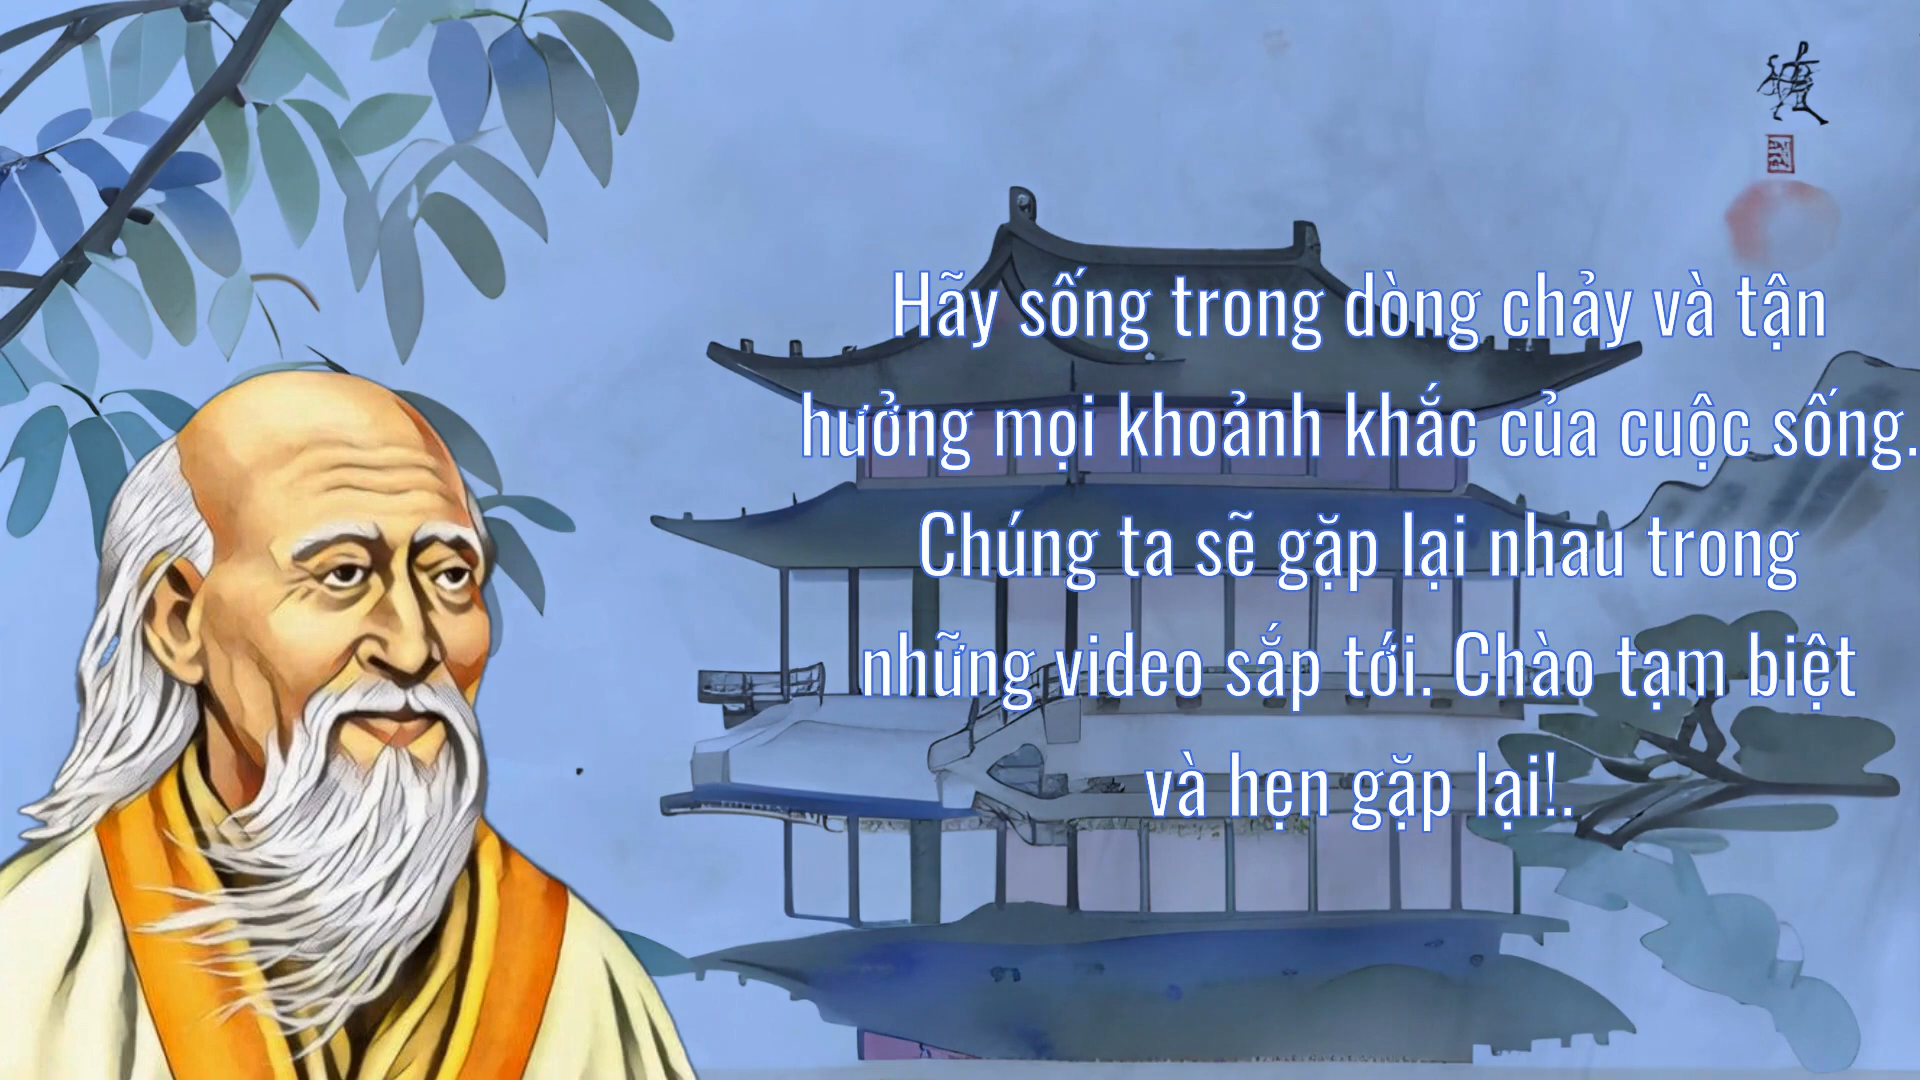 Hãy sống trong dòng chảy và tận
hưởng mọi khoảnh khắc của cuộc sống.
Chúng ta sẽ gặp lại nhau trong
những video sắp tới. Chào tạm biệt
và hẹn gặp lại!.